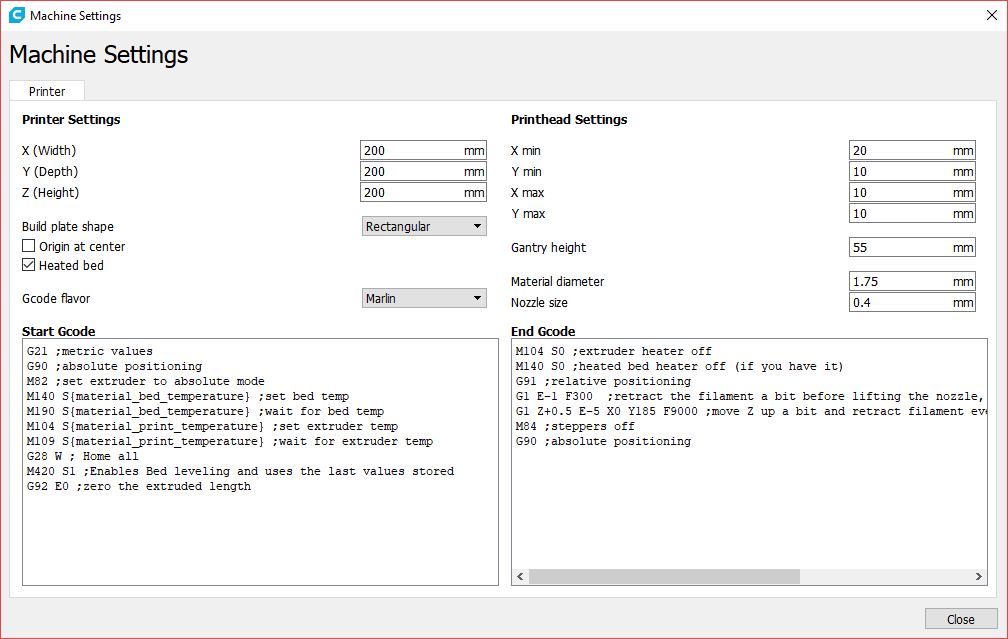 Machine Settings
Machine Settings
Printer
Printer Settings
X (Width) 200 mm
Y (Depth) 200 mm
Z (Height) 200 mm
Build plate shape Rectangular
Origin at center
Heated bed
Gcode flavor Marlin
Printhead Settings
X min 20 mm
Y min 10 mm
X max 10 mm
Y max 10 mm
Gantry height 55 mm
Material diameter 1.75 mm
Nozzle size 0.4 mm
Start Gcode
G21 ;metric values
G90 ;absolute positioning
M82 ;set extruder to absolute mode
M140 S{material_bed_temperature} ;set bed temp
M190 S{material_bed_temperature} ;wait for bed temp
M104 S{material_print_temperature} ;set extruder temp
M109 S{material_print_temperature} ;wait for extruder temp
G28 W ; Home all
M420 S1 ;Enables Bed leveling and uses the last values stored
G92 E0 ;zero the extruded length
End Gcode
M104 S0 ;extruder heater off
M140 S0 ;heated bed heater off (if you have it)
G91 ;relative positioning
G1 E-1 F300  ;retract the filament a bit before lifting the nozzle,
G1 Z+0.5 E-5 X0 Y185 F9000 ;move Z up a bit and retract filament eve
M84 ;steppers off
G90 ;absolute positioning
Close